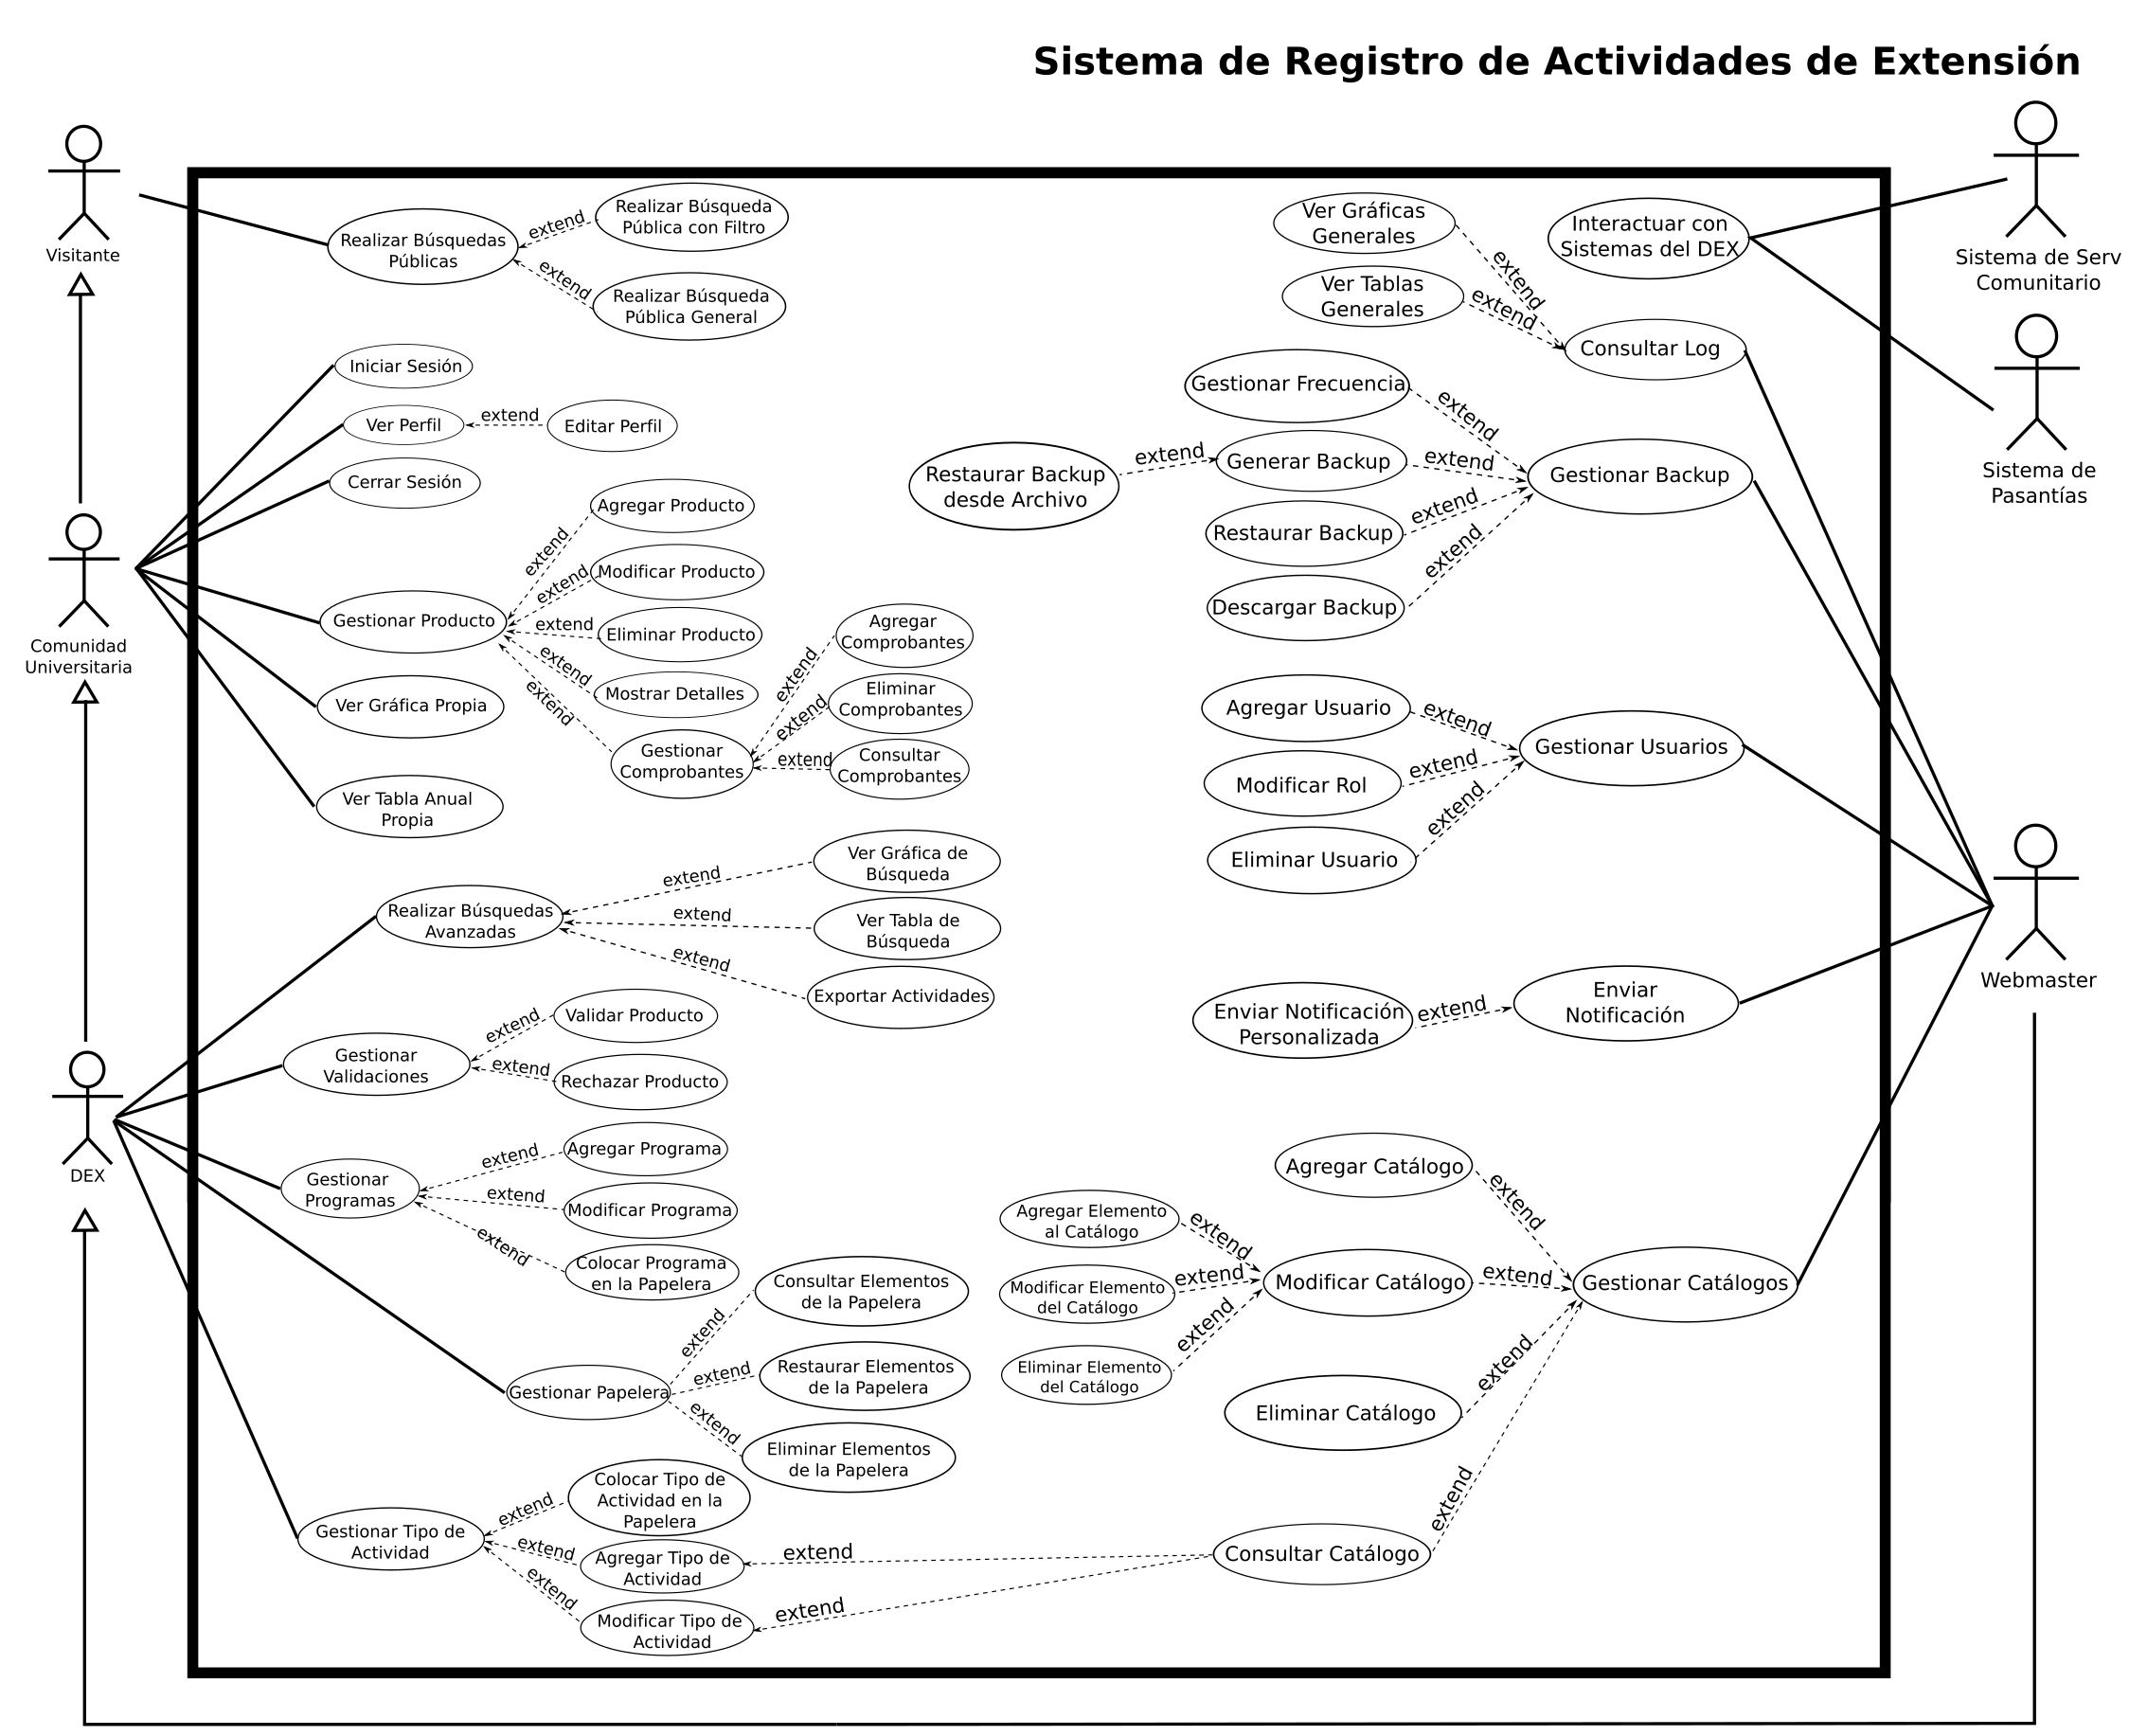 Sistema de Registro de Actividades de Extensión
Visitante
Realizar Búsquedas
Públicas
extend
Realizar Búsqueda
Pública con Filtro
extend
Realizar Búsqueda
Pública General
Iniciar Sesión
Ver Perfil
extend
Editar Perfil
Cerrar Sesión
Comunidad
Universitaria
Gestionar Producto
extend
Agregar Producto
extend
Modificar Producto
extend
Eliminar Producto
extend
Mostrar Detalles
extend
Gestionar
Comprobantes
extend
Agregar
Comprobantes
extend
Eliminar
Comprobantes
extend
Consultar
Comprobantes
Ver Gráfica Propia
Ver Tabla Anual
Propia
Realizar Búsquedas
Avanzadas
extend
Ver Gráfica de
Búsqueda
extend
Ver Tabla de
Búsqueda
extend
Exportar Actividades
DEX
Gestionar
Validaciones
extend
Validar Producto
extend
Rechazar Producto
Gestionar
Programas
extend
Agregar Programa
extend
Modificar Programa
extend
Colocar Programa
en la Papelera
Gestionar Papelera
extend
Consultar Elementos
de la Papelera
extend
Restaurar Elementos
de la Papelera
extend
Eliminar Elementos
de la Papelera
Gestionar Tipo de
Actividad
extend
Colocar Tipo de
Actividad en la
Papelera
extend
Agregar Tipo de
Actividad
extend
Modificar Tipo de
Actividad
extend
extend
Ver Gráficas
Generales
extend
Ver Tablas
Generales
extend
Consultar Log
Interactuar con
Sistemas del DEX
Sistema de Serv
Comunitario
Sistema de
Pasantías
Gestionar Frecuencia
extend
Restaurar Backup
desde Archivo
extend
Generar Backup
extend
Gestionar Backup
Restaurar Backup
extend
Descargar Backup
extend
Agregar Usuario
extend
Gestionar Usuarios
Modificar Rol
extend
Eliminar Usuario
extend
Webmaster
Enviar Notificación
Personalizada
extend
Enviar
Notificación
Agregar Catálogo
extend
Agregar Elemento
al Catálogo
extend
Modificar Elemento
del Catálogo
extend
Eliminar Elemento
del Catálogo
extend
Modificar Catálogo
extend
Gestionar Catálogos
Eliminar Catálogo
extend
Consultar Catálogo
extend